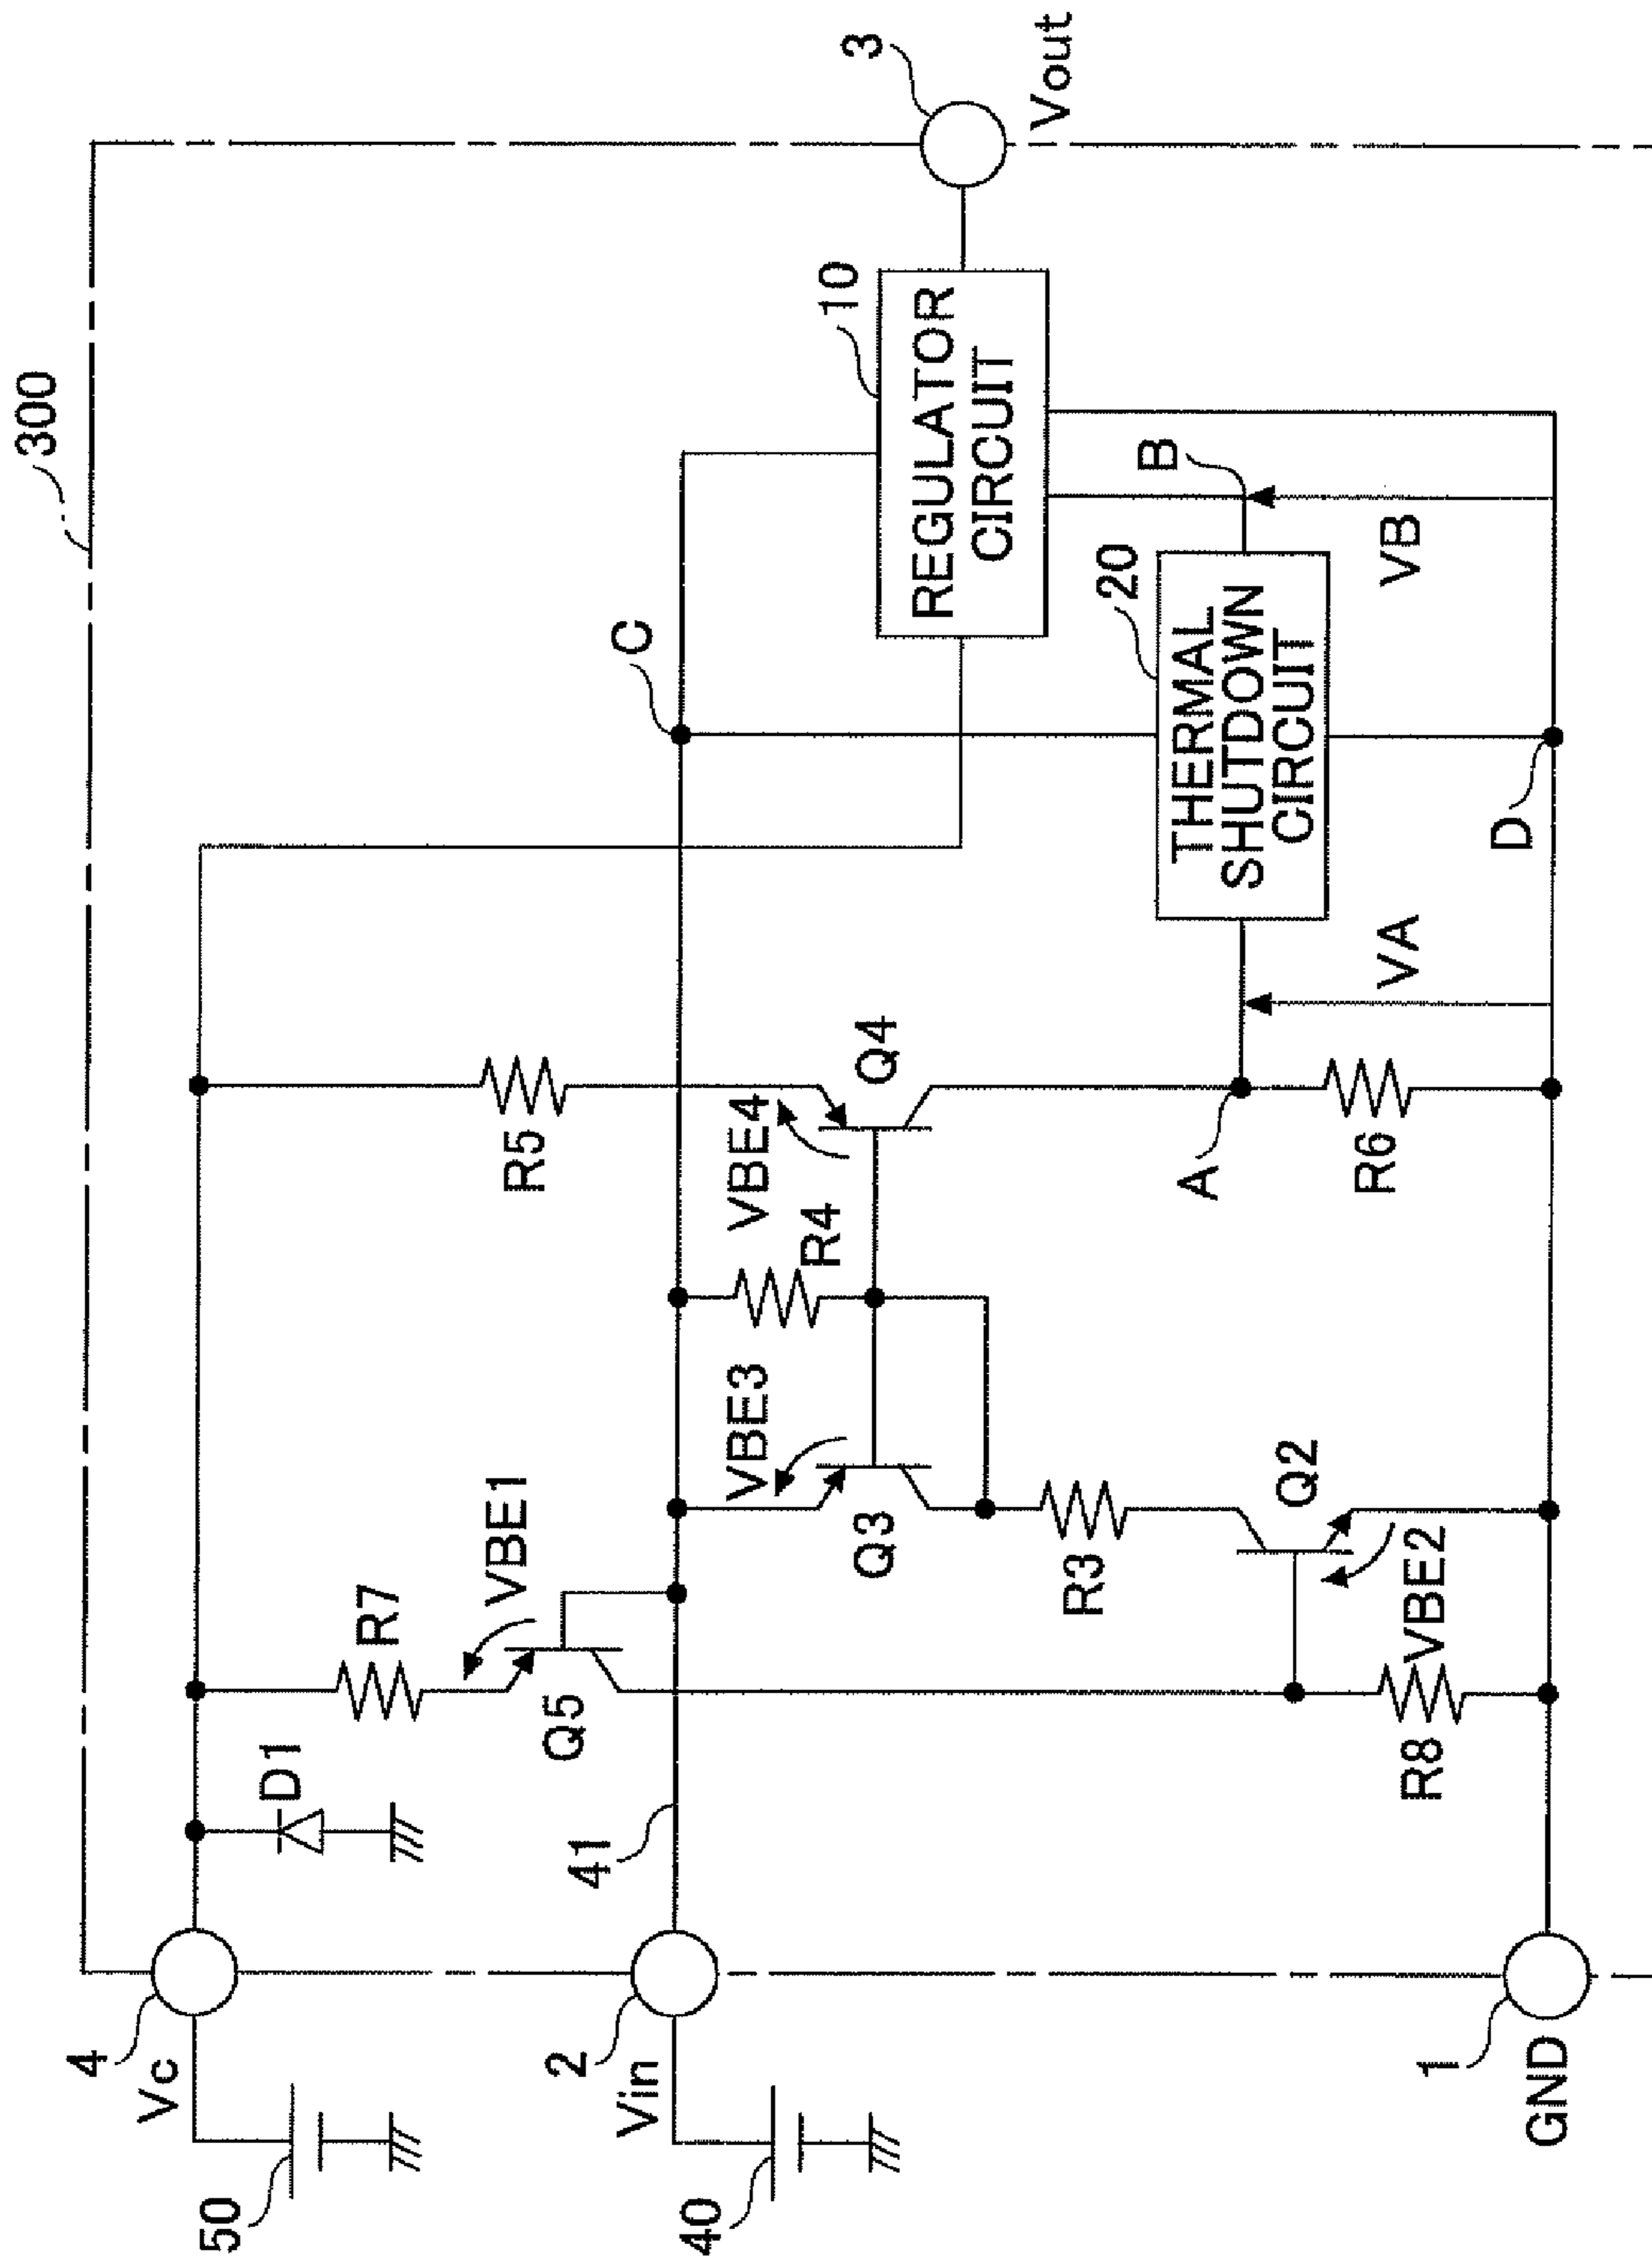 300
4
Vc
50
D1
R7
VBE1
Q5
R5
C
10
REGULATOR
CIRCUIT
3
Vout
2
Vin
40
41
VBE3
Q3
R4
VBE4
Q4
R3
Q2
VBE2
R8
A
R6
VA
20
THERMAL
SHUTDOWN
CIRCUIT
B
VB
D
1
GND